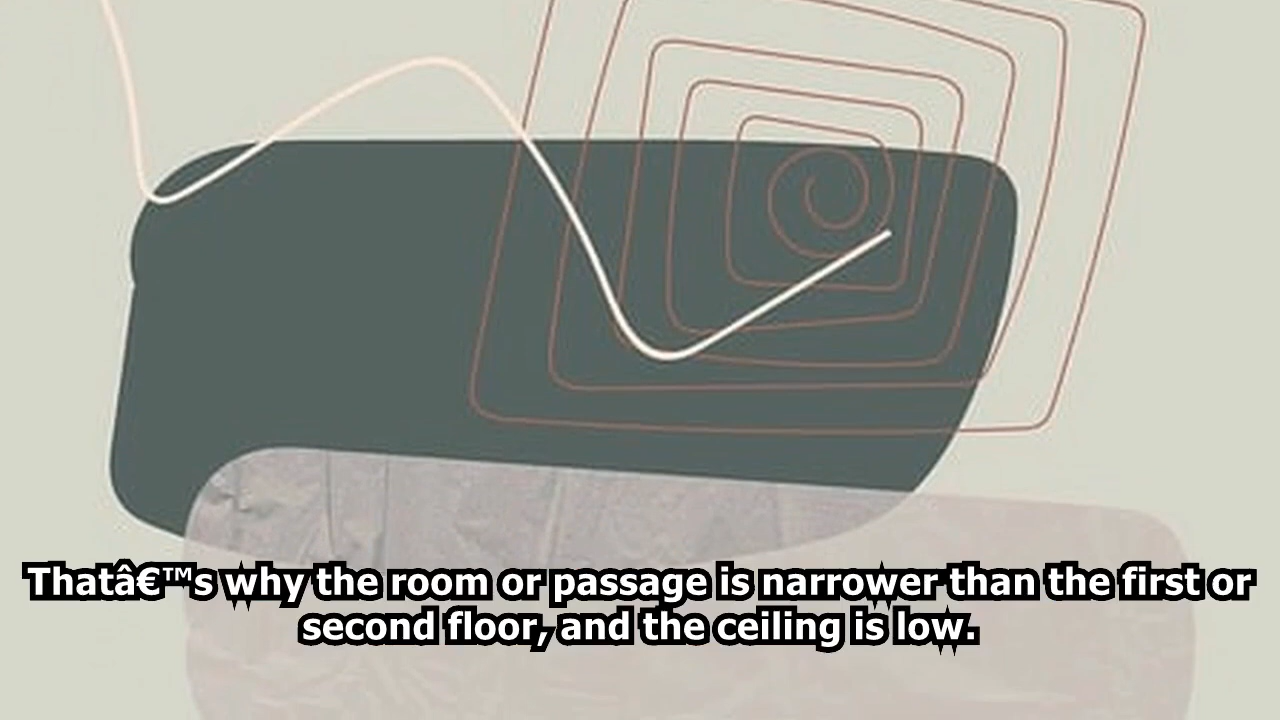 Thatâ€™s why the room or passage is narrower than the first or
second floor, and the ceiling is low.